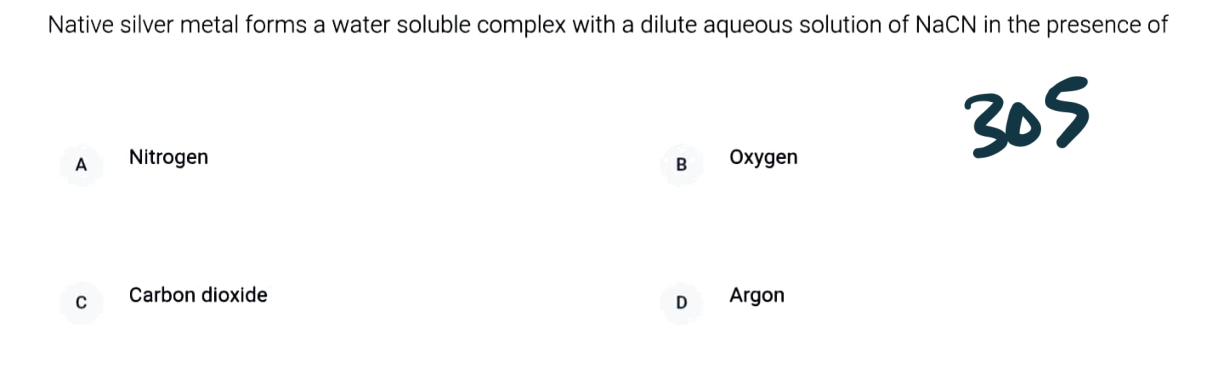 Native silver metal forms a water soluble complex with a dilute aqueous solution of NaCN in the presence of
305
A Nitrogen
B Oxygen
C Carbon dioxide
D Argon